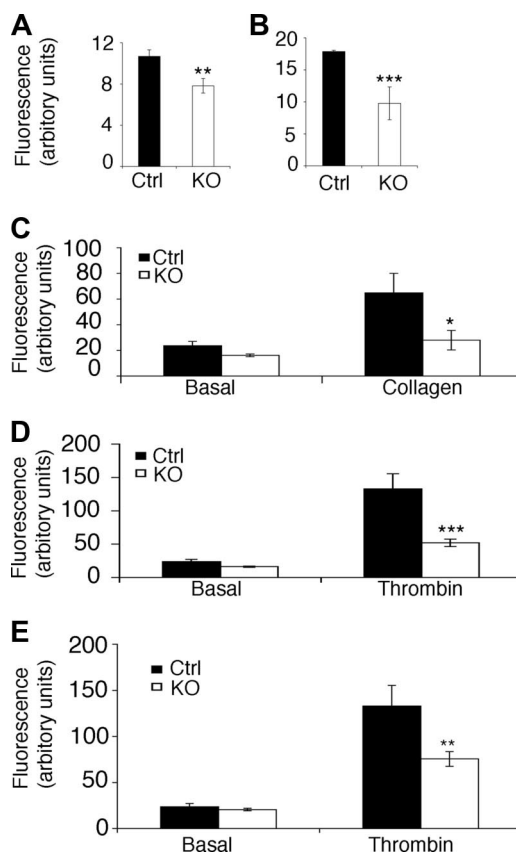 A
Fluorescence
(arbitory units)
12
8
4
0
**
Ctrl KO
B
20
15
10
5
0
***
Ctrl KO
C
Fluorescence
(arbitory units)
100
80
60
40
20
0
Ctrl
KO
*
Basal Collagen
D
Fluorescence
(arbitory units)
200
150
100
50
0
Ctrl
KO
***
Basal Thrombin
E
Fluorescence
(arbitory units)
200
150
100
50
0
Ctrl
KO
**
Basal Thrombin